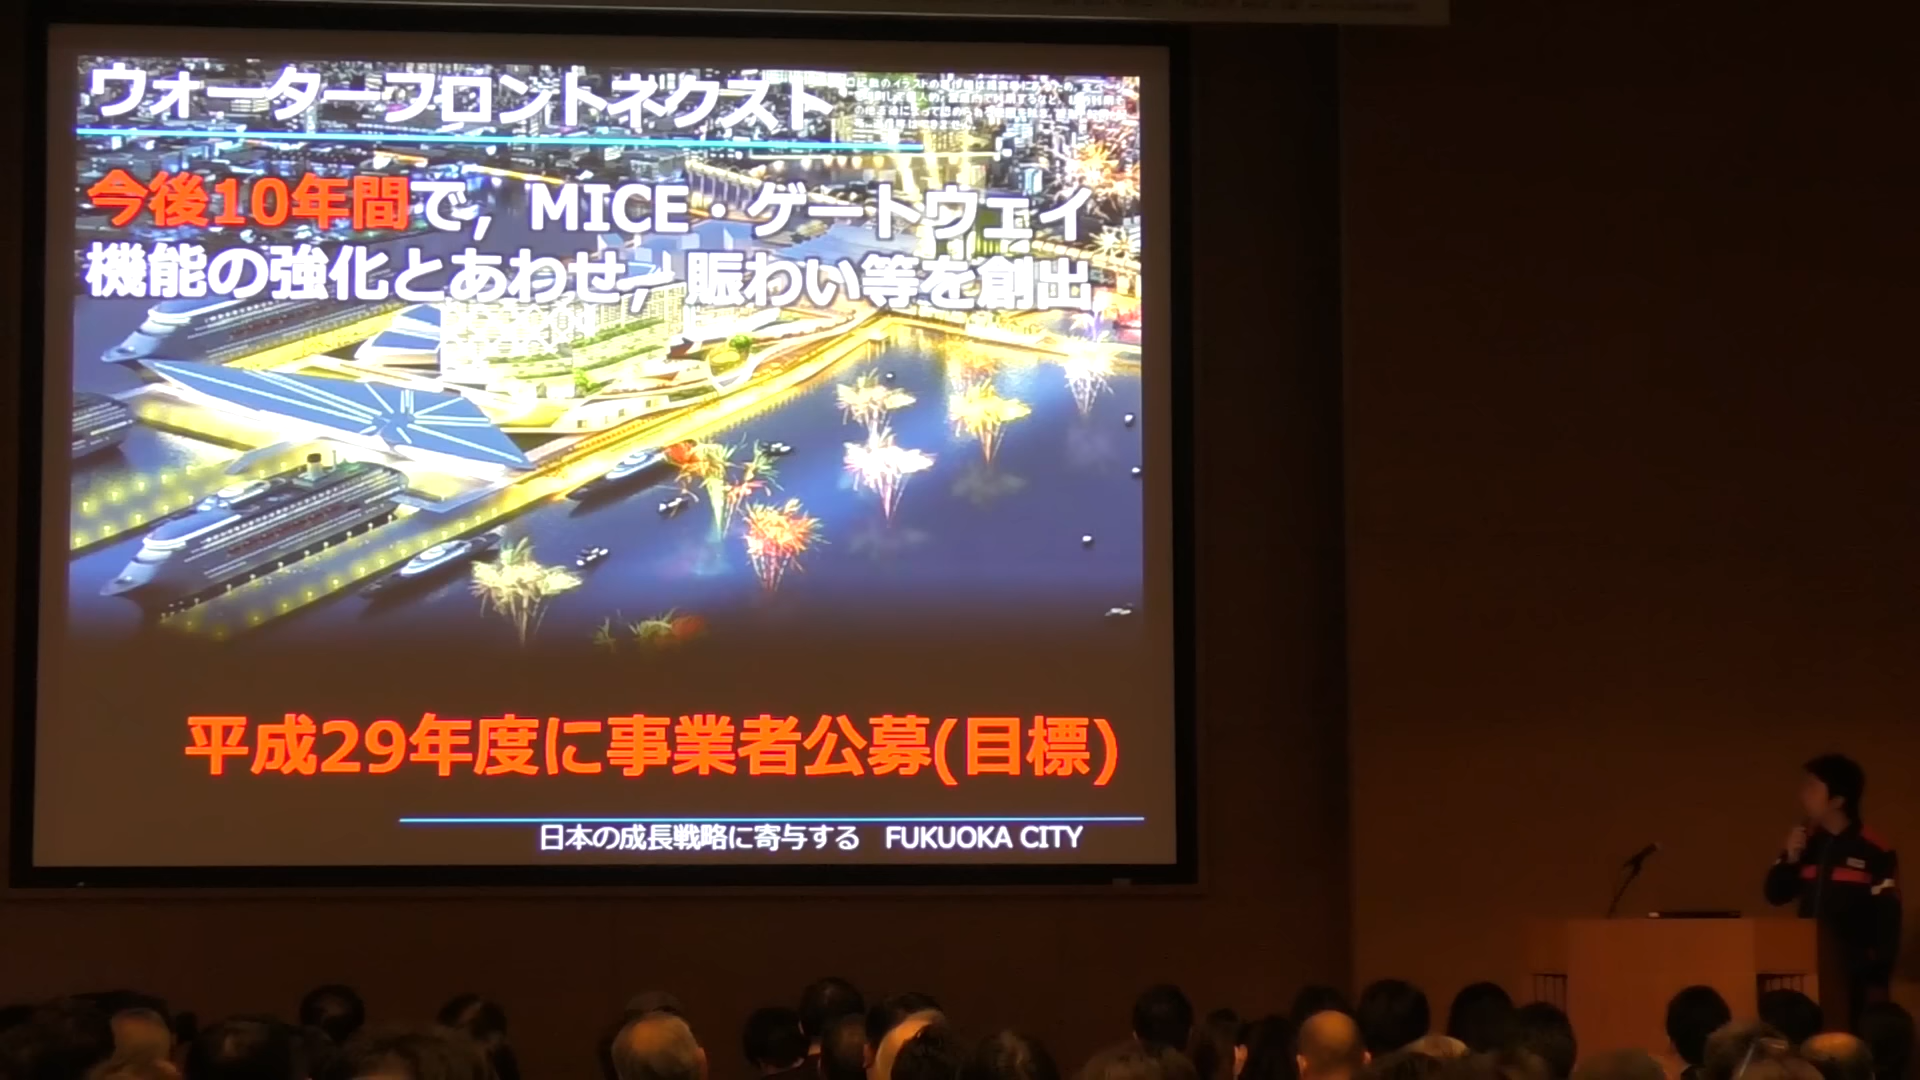 ウォーターフロントネクスト
今後10年間で，MICE・ゲートウェイ
機能の強化とあわせ，賑わい等を創出
平成29年度に事業者公募(目標)
日本の成長戦略に寄与する　FUKUOKA CITY